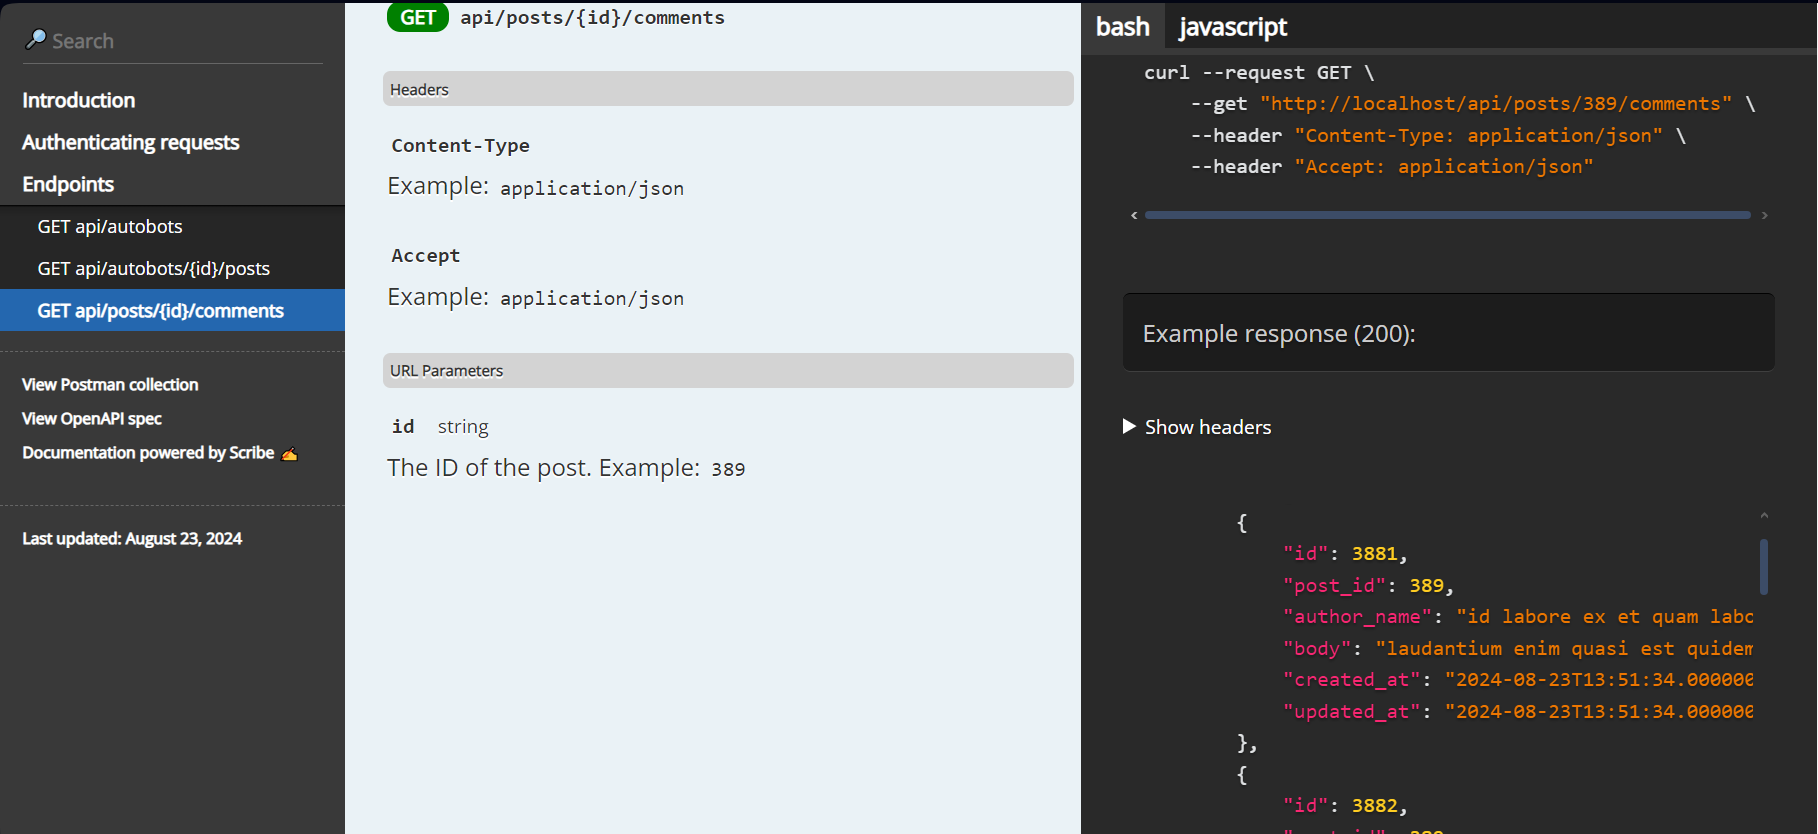 Search
Introduction
Authenticating requests
Endpoints
GET api/autobots
GET api/autobots/{id}/posts
GET api/posts/{id}/comments
View Postman collection
View OpenAPI spec
Documentation powered by Scribe ✍
Last updated: August 23, 2024
GET api/posts/{id}/comments
Headers
Content-Type
Example: application/json
Accept
Example: application/json
URL Parameters
id string
The ID of the post. Example: 389
bash javascript
curl --request GET \
--get "http://localhost/api/posts/389/comments" \
--header "Content-Type: application/json" \
--header "Accept: application/json"
Example response (200):
Show headers
{
"id": 3881,
"post_id": 389,
"author_name": "id labore ex et quam labo
"body": "laudantium enim quasi est quidem
"created_at": "2024-08-23T13:51:34.000000
"updated_at": "2024-08-23T13:51:34.000000
},
{
"id": 3882,